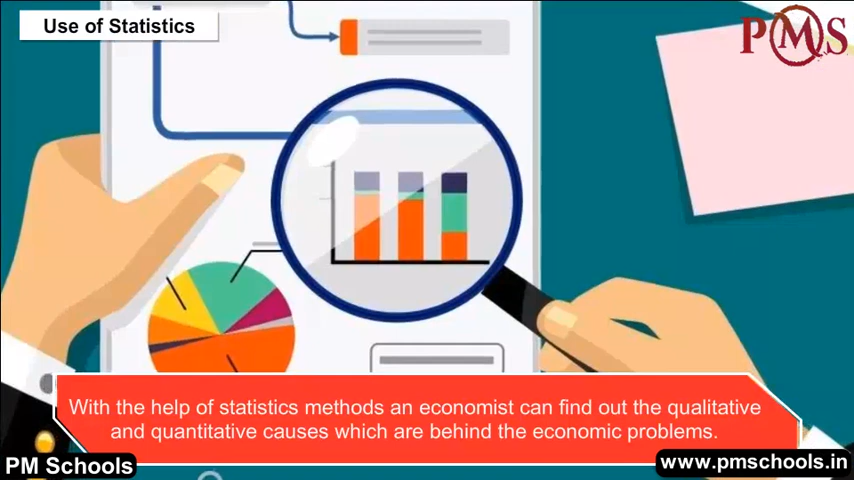 Use of Statistics
PMS
With the help of statistics methods an economist can find out the qualitative
and quantitative causes which are behind the economic problems.
PM Schools
www.pmschools.in